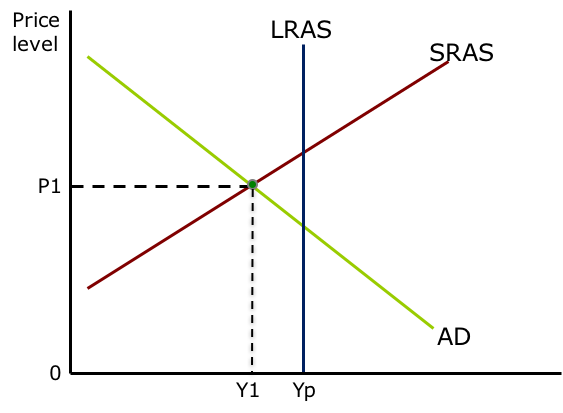 Price
level
LRAS
SRAS
P1
AD
0
Y1
Yp